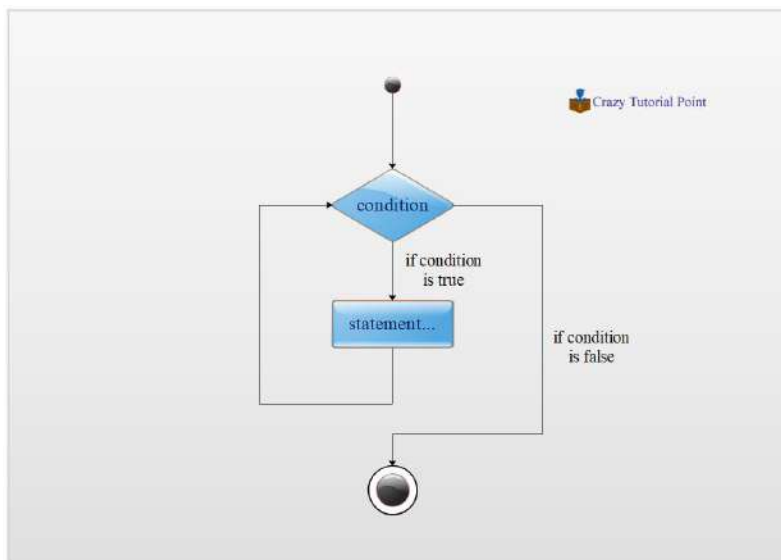 Crazy Tutorial Point
condition
if condition
is true
statement...
if condition
is false